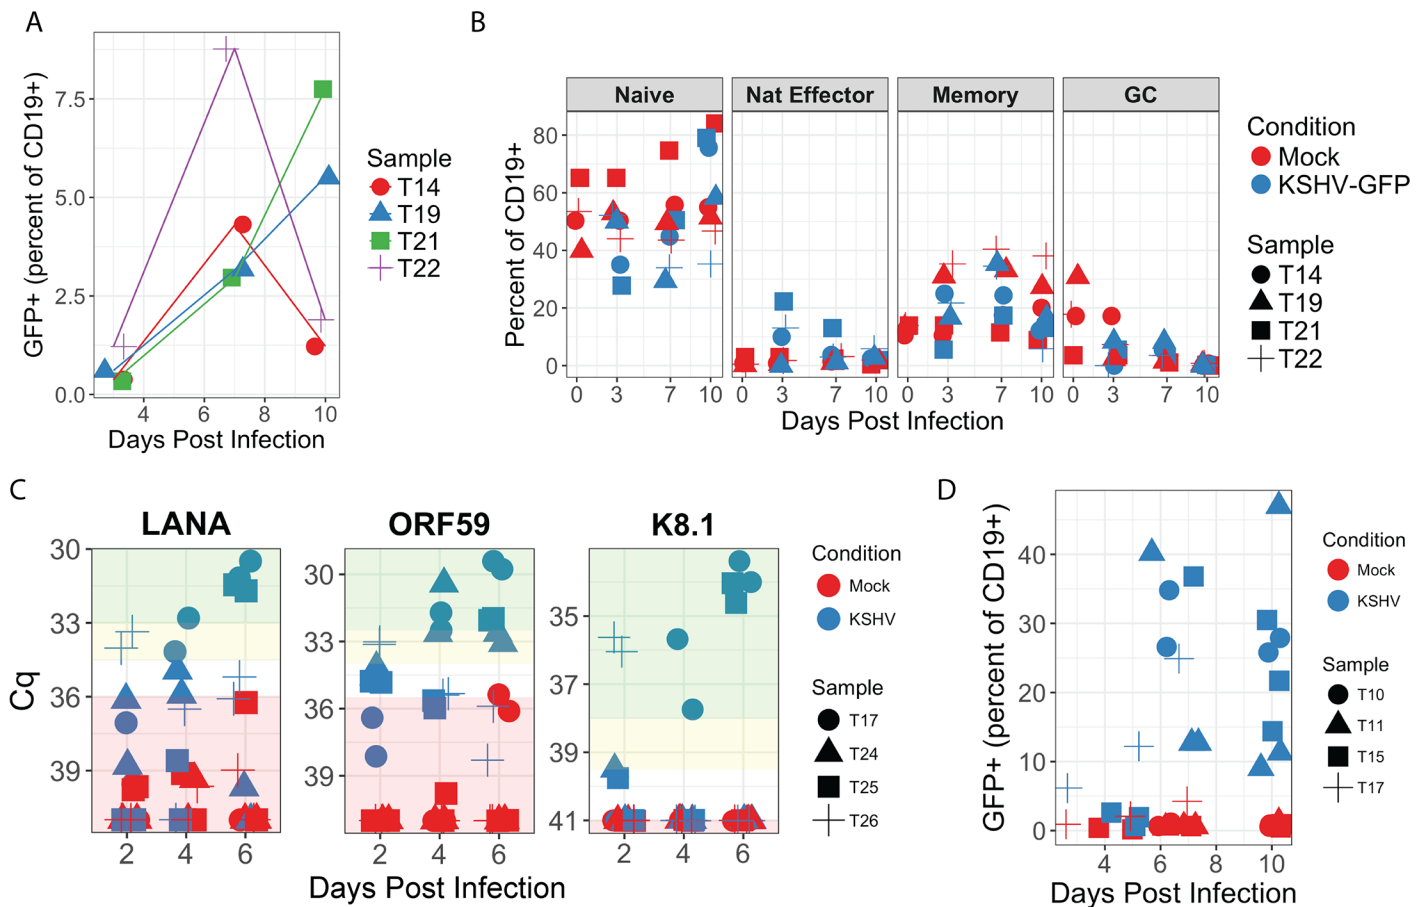 A
GFP+ (percent of CD19+)
7.5
5.0
2.5
0.0
4 6 8 10
Days Post Infection
Sample
T14
T19
T21
T22
B
Percent of CD19+
Naive Nat Effector Memory GC
80
60
40
20
0
0 3 7 10 0 3 7 10 0 3 7 10 0 3 7 10
Days Post Infection
Condition
Mock
KSHV-GFP
Sample
T14
T19
T21
T22
C
LANA ORF59 K8.1
Cq
30
33
36
39
30
33
36
39
35
37
39
41
2 4 6 2 4 6 2 4 6
Days Post Infection
Condition
Mock
KSHV
Sample
T17
T24
T25
T26
D
GFP+ (percent of CD19+)
40
30
20
10
0
4 6 8 10
Days Post Infection
Condition
Mock
KSHV
Sample
T10
T11
T15
T17